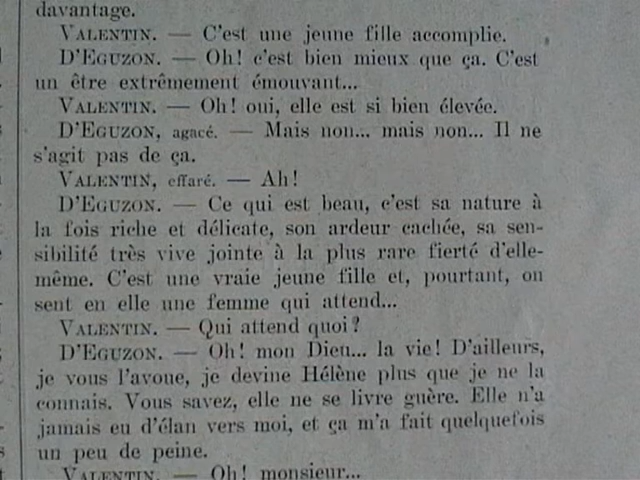 davantage.
VALENTIN. — C'est une jeune fille accomplie.
D'EGUZON. — Oh! c'est bien mieux que ça. C'est
un être extrêmement émouvant...
VALENTIN. — Oh! oui, elle est si bien élevée.
D'EGUZON, agacé. — Mais non... mais non... Il ne
s'agit pas de ça.
VALENTIN, effaré. — Ah!
D'EGUZON. — Ce qui est beau, c'est sa nature à
la fois riche et délicate, son ardeur cachée, sa sen-
sibilité très vive jointe à la plus rare fierté d'elle-
même. C'est une vraie jeune fille et, pourtant, on
sent en elle une femme qui attend...
VALENTIN. — Qui attend quoi?
D'EGUZON. — Oh! mon Dieu... la vie! D'ailleurs,
je vous l'avoue, je devine Hélène plus que je ne la
connais. Vous savez, elle ne se livre guère. Elle n'a
jamais eu d'élan vers moi, et ça m'a fait quelquefois
un peu de peine.
VALENTIN. — Oh! monsieur...